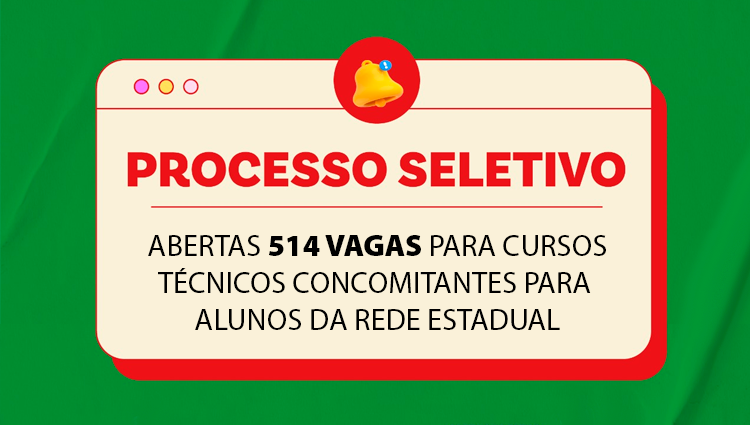 PROCESSO SELETIVO
ABERTAS 514 VAGAS PARA CURSOS
TÉCNICOS CONCOMITANTES PARA
ALUNOS DA REDE ESTADUAL